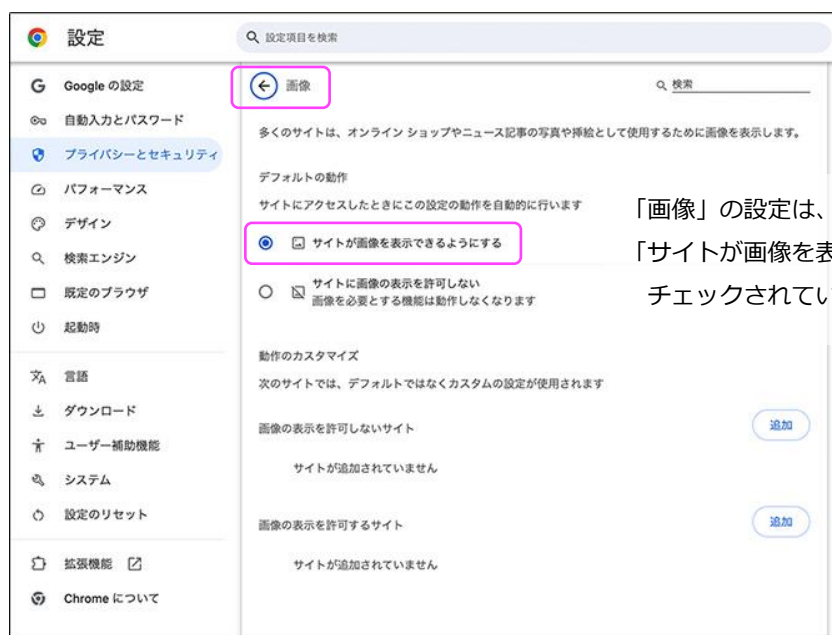 設定
設定項目を検索
Google の設定
自動入力とパスワード
プライバシーとセキュリティ
パフォーマンス
デザイン
検索エンジン
既定のブラウザ
起動時
言語
ダウンロード
ユーザー補助機能
システム
設定のリセット
拡張機能
Chrome について
画像
検索
多くのサイトは、オンライン ショップやニュース記事の写真や挿絵として使用するために画像を表示します。
デフォルトの動作
サイトにアクセスしたときにこの設定の動作を自動的に行います
サイトが画像を表示できるようにする
サイトに画像の表示を許可しない
画像を必要とする機能は動作しなくなります
「画像」の設定は、
「サイトが画像を表
チェックされてい
動作のカスタマイズ
次のサイトでは、デフォルトではなくカスタムの設定が使用されます
画像の表示を許可しないサイト
追加
サイトが追加されていません
画像の表示を許可するサイト
追加
サイトが追加されていません